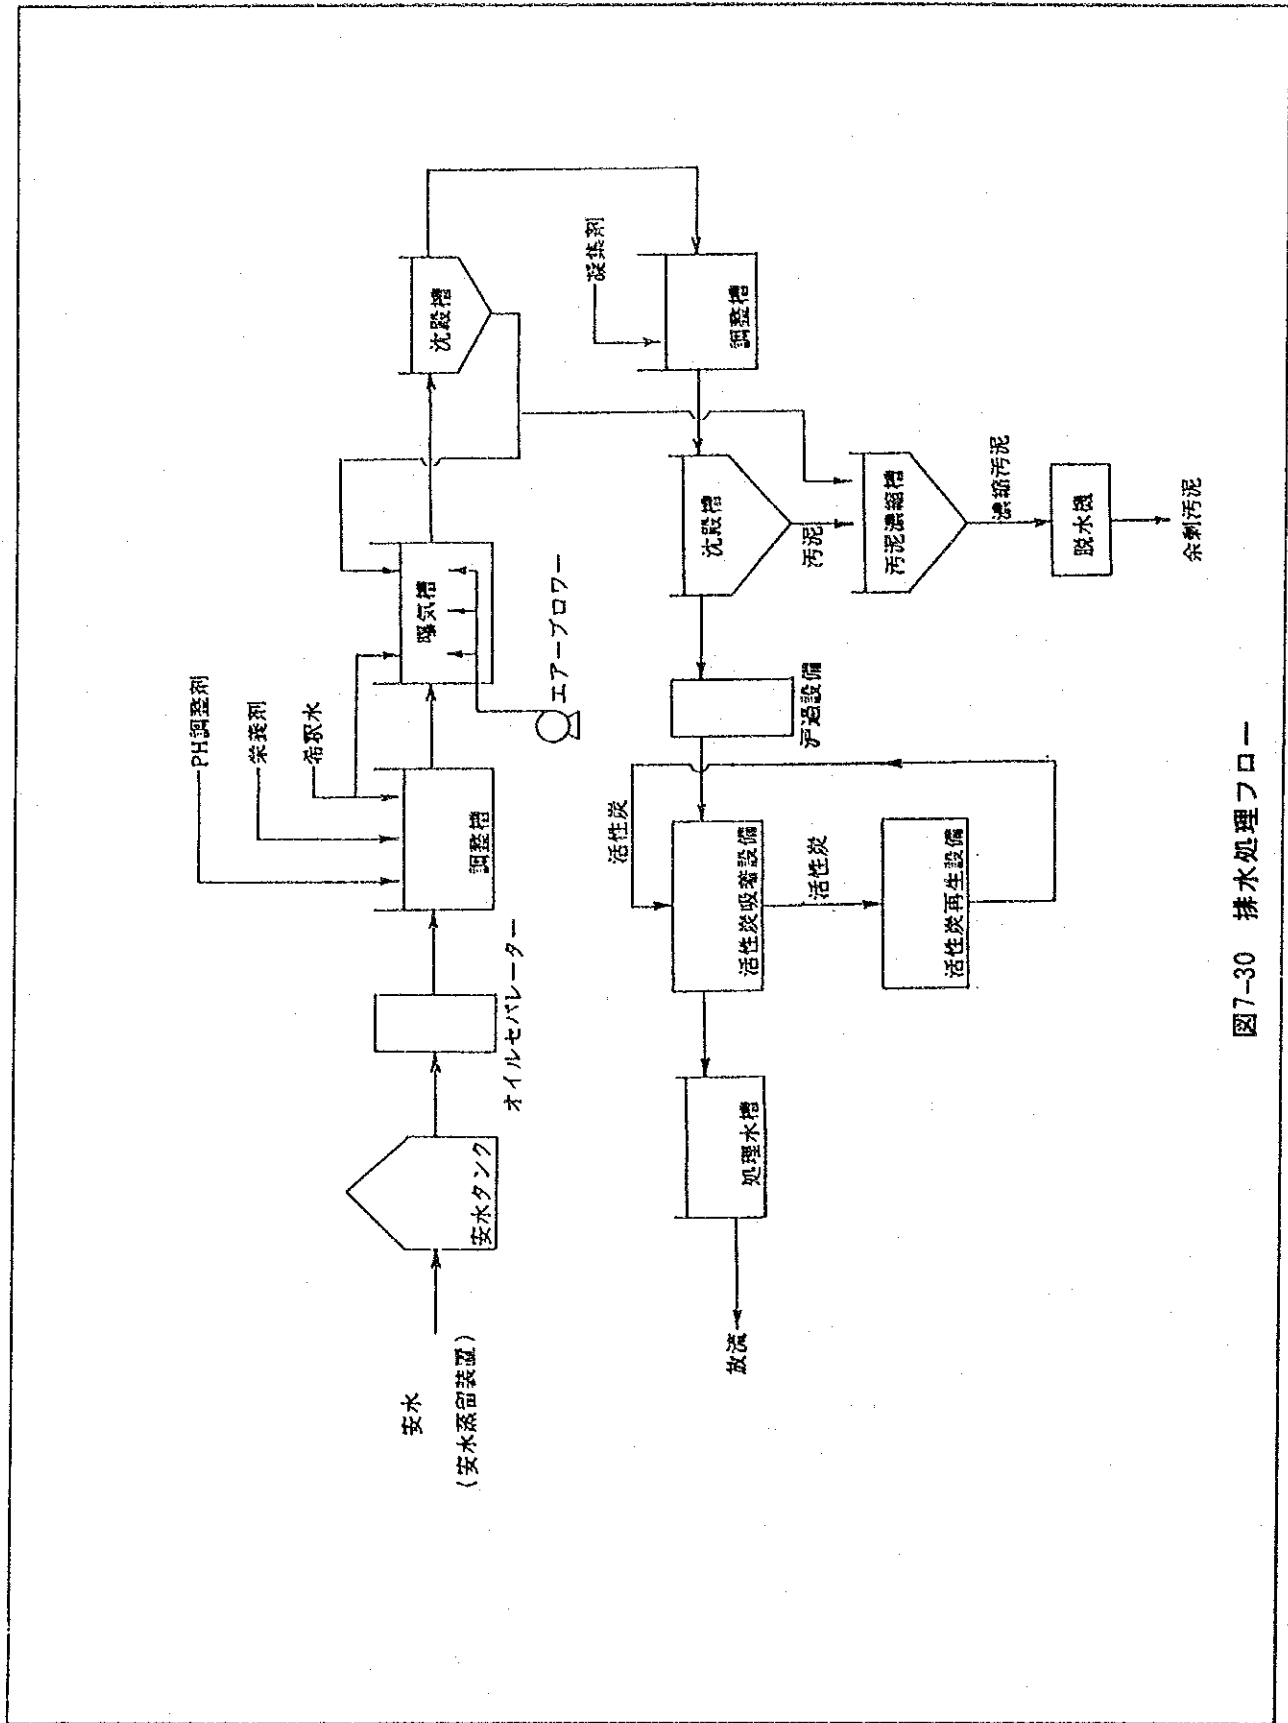 安水
(安水蒸留装置)
安水タンク
オイルセパレーター
PH調整剤
栄養剤
希釈水
調整槽
曝気槽
エアーブロワー
沈殿槽
凝集剤
調整槽
沈殿槽
汚泥
汚泥濃縮槽
濃縮汚泥
脱水機
余剰汚泥
沪過設備
活性炭
活性炭吸着設備
活性炭
活性炭再生設備
処理水槽
放流
図7-30 排水処理フロー